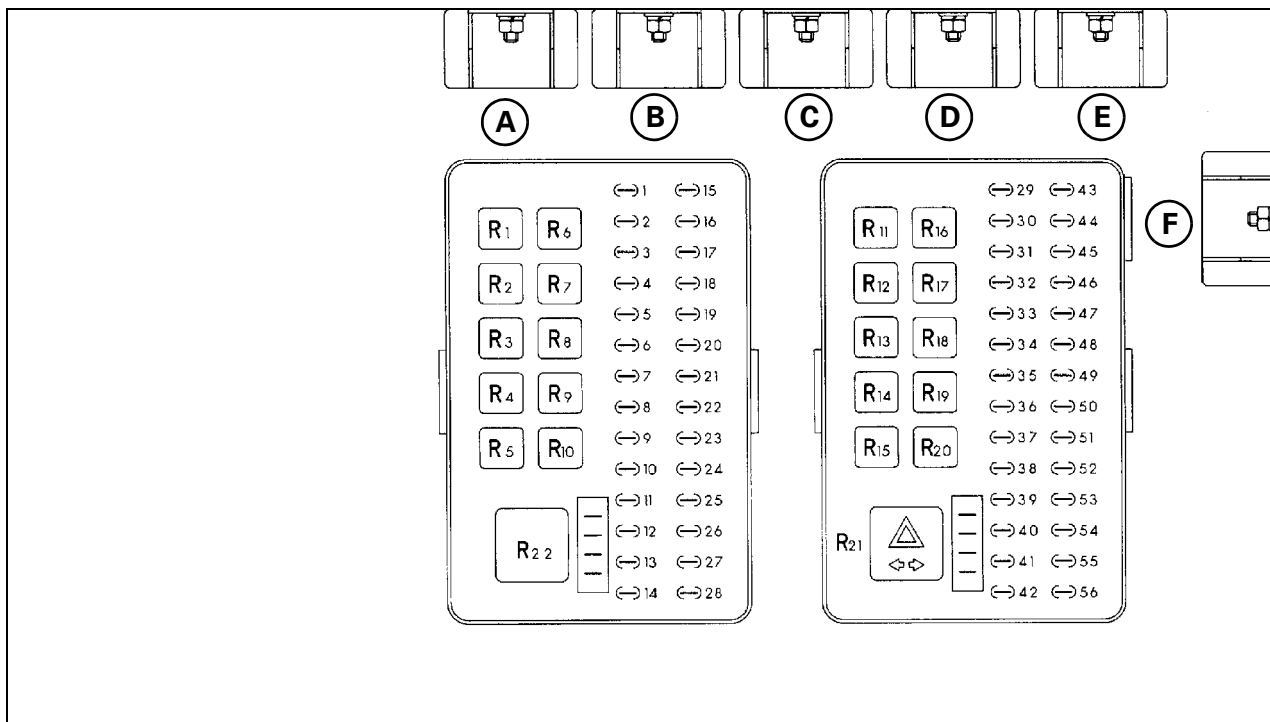 A B C D E
F
1 15 29 43
2 16 30 44
R1 R6 R11 R16
3 17 31 45
4 18 32 46
R2 R7 R12 R17
5 19 33 47
6 20 34 48
R3 R8 R13 R18
7 21 35 49
R4 R9 R14 R19
8 22 36 50
9 23 37 51
R5 R10 R15 R20
10 24 38 52
11 25 39 53
12 26 40 54
R22 R21
13 27 41 55
14 28 42 56